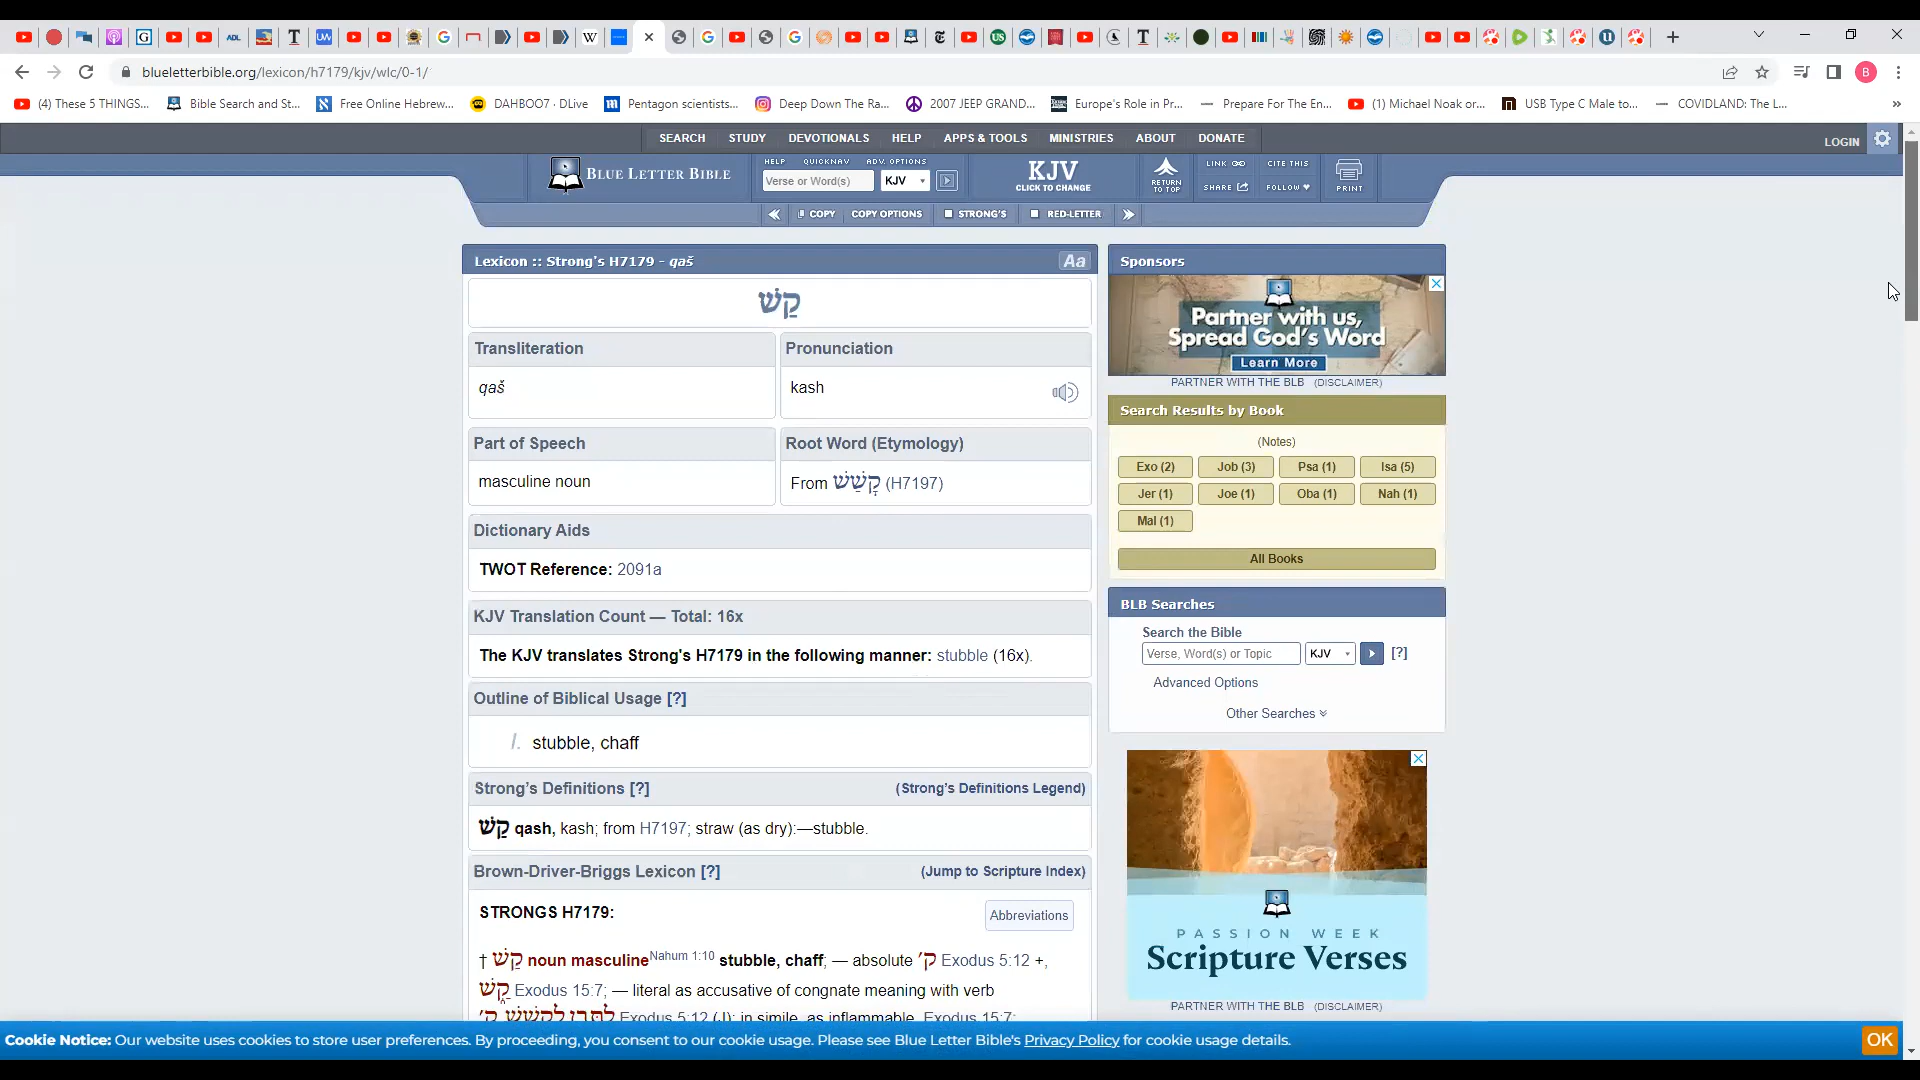 blueletterbible.org/lexicon/h7179/kjv/wlc/0-1/
(4) These 5 THINGS...
Bible Search and St...
Free Online Hebrew...
DAHBOO7 · DLive
Pentagon scientists...
Deep Down The Ra...
2007 JEEP GRAND...
Europe's Role in Pr...
Prepare For The En...
(1) Michael Noak or...
USB Type C Male to...
COVIDLAND: The L...
SEARCH STUDY DEVOTIONALS HELP APPS & TOOLS MINISTRIES ABOUT DONATE
LOGIN
BLUE LETTER BIBLE
HELP QUICKNAV ADV. OPTIONS
Verse or Word(s) KJV
KJV
CLICK TO CHANGE
RETURN
TO TOP
LINK CITE THIS
SHARE FOLLOW
PRINT
COPY COPY OPTIONS STRONG'S RED-LETTER
Lexicon :: Strong's H7179 - qaš
Aa
קַשׁ
Transliteration
qaš
Pronunciation
kash
Part of Speech
masculine noun
Root Word (Etymology)
From קָשַׁשׁ (H7197)
Dictionary Aids
TWOT Reference: 2091a
KJV Translation Count — Total: 16x
The KJV translates Strong's H7179 in the following manner: stubble (16x).
Outline of Biblical Usage [?]
I. stubble, chaff
Strong's Definitions [?] (Strong's Definitions Legend)
קַשׁ qash, kash; from H7197; straw (as dry):—stubble.
Brown-Driver-Briggs Lexicon [?] (Jump to Scripture Index)
STRONGS H7179:
Abbreviations
† קַשׁ noun masculine Nahum 1:10 stubble, chaff; — absolute ק׳ Exodus 5:12 +,
קַשׁ Exodus 15:7; — literal as accusative of congnate meaning with verb
Exodus 5:12 (J); in simile, as inflammable, Exodus 15:7;
Sponsors
Partner with us,
Spread God's Word
Learn More
PARTNER WITH THE BLB (DISCLAIMER)
Search Results by Book
(Notes)
Exo (2) Job (3) Psa (1) Isa (5)
Jer (1) Joe (1) Oba (1) Nah (1)
Mal (1)
All Books
BLB Searches
Search the Bible
Verse, Word(s) or Topic KJV [?]
Advanced Options
Other Searches
PASSION WEEK
Scripture Verses
PARTNER WITH THE BLB (DISCLAIMER)
Cookie Notice: Our website uses cookies to store user preferences. By proceeding, you consent to our cookie usage. Please see Blue Letter Bible's Privacy Policy for cookie usage details.
OK